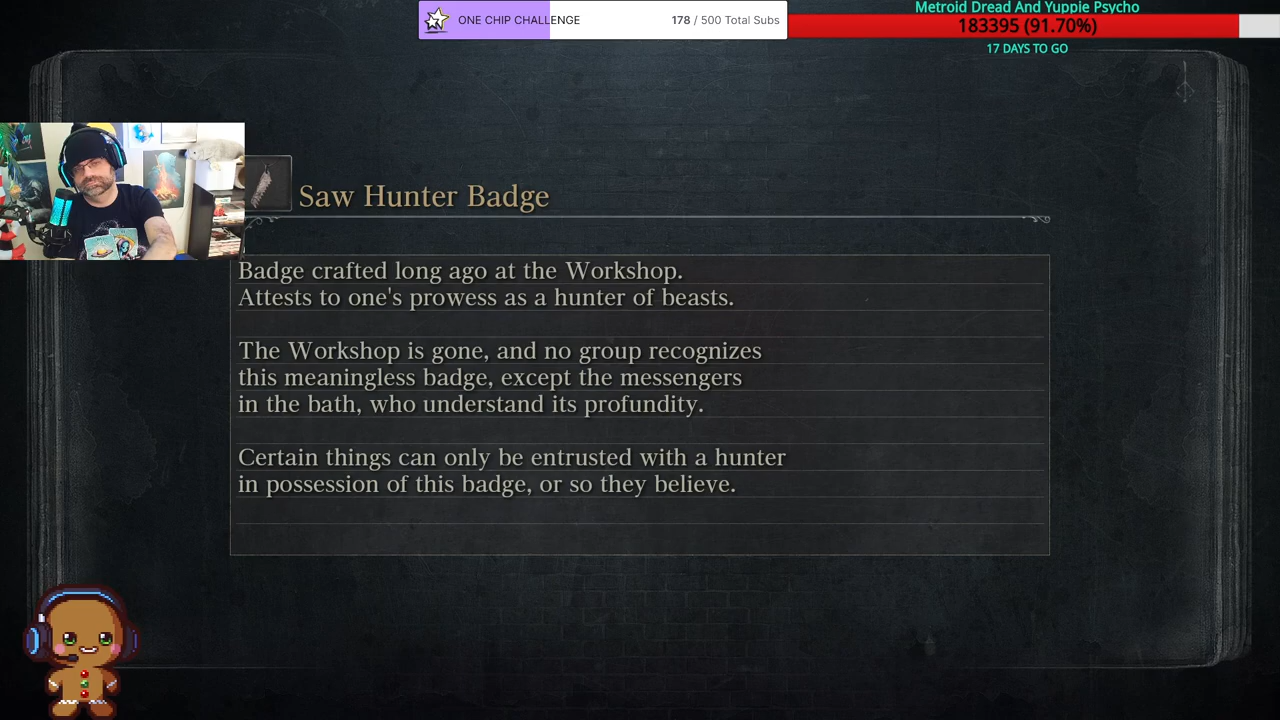 ONE CHIP CHALLENGE
178 / 500 Total Subs
Metroid Dread And Yuppie Psycho
183395 (91.70%)
17 DAYS TO GO
Saw Hunter Badge
Badge crafted long ago at the Workshop.
Attests to one's prowess as a hunter of beasts.
The Workshop is gone, and no group recognizes
this meaningless badge, except the messengers
in the bath, who understand its profundity.
Certain things can only be entrusted with a hunter
in possession of this badge, or so they believe.